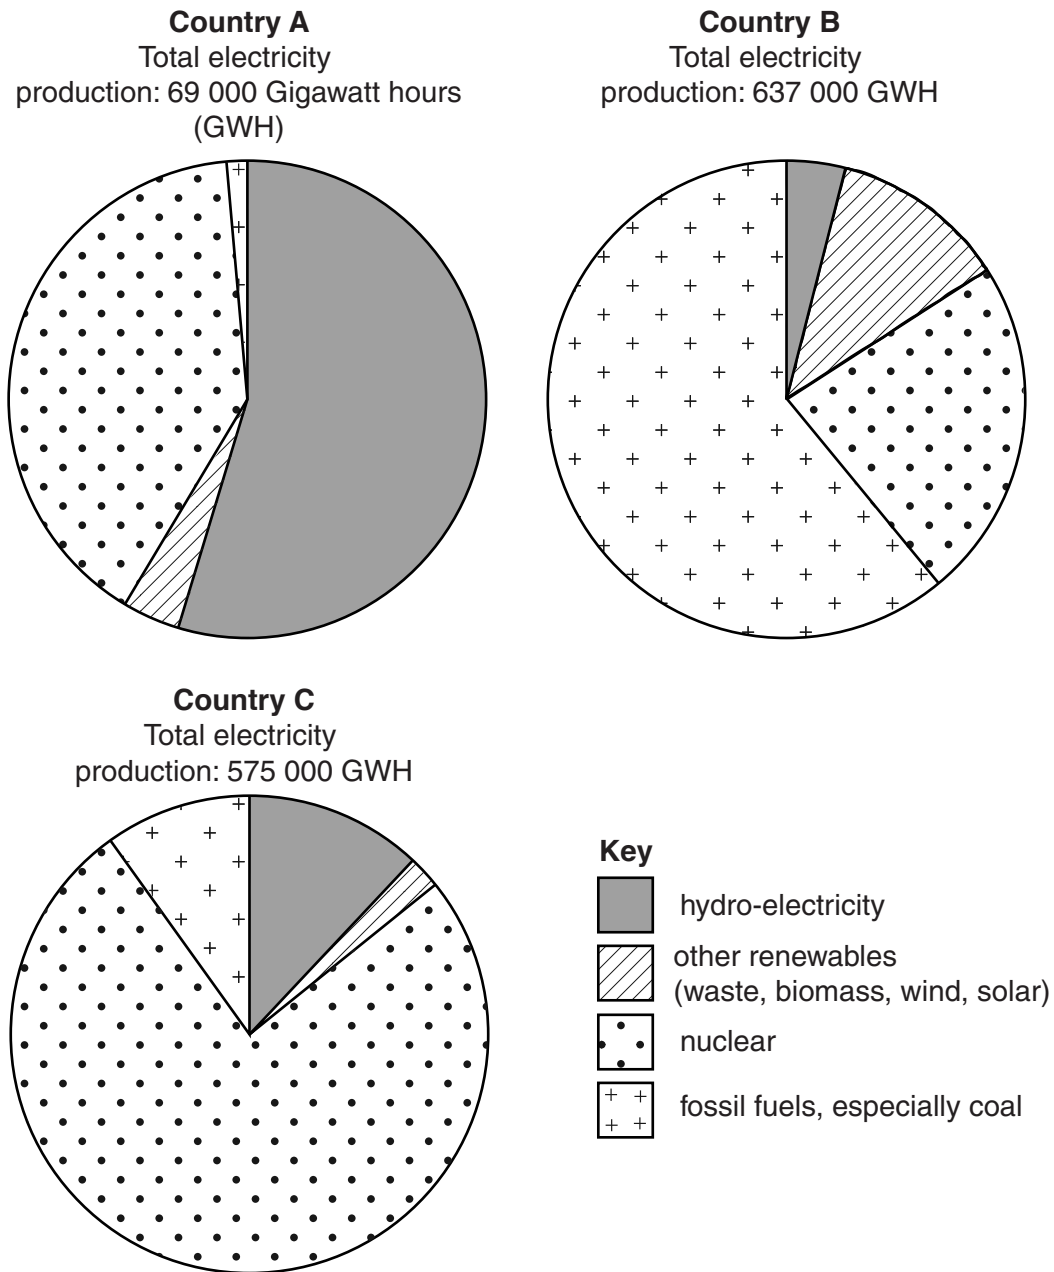 Country A
Total electricity
production: 69 000 Gigawatt hours
(GWH)
Country B
Total electricity
production: 637 000 GWH
Country C
Total electricity
production: 575 000 GWH
Key
hydro-electricity
other renewables
(waste, biomass, wind, solar)
nuclear
fossil fuels, especially coal